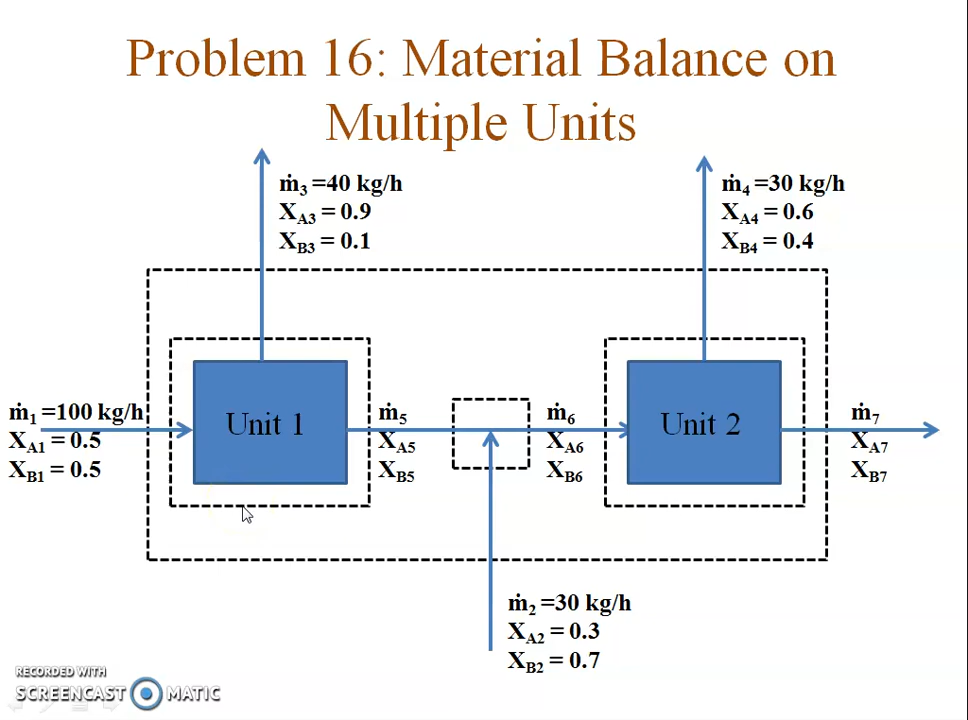 Problem 16: Material Balance on
Multiple Units
ṁ₃ =40 kg/h
X_A3 = 0.9
X_B3 = 0.1
ṁ₄ =30 kg/h
X_A4 = 0.6
X_B4 = 0.4
ṁ₁ =100 kg/h
X_A1 = 0.5
X_B1 = 0.5
Unit 1
ṁ₅
X_A5
X_B5
ṁ₆
X_A6
X_B6
Unit 2
ṁ₇
X_A7
X_B7
ṁ₂ =30 kg/h
X_A2 = 0.3
X_B2 = 0.7
RECORDED WITH
SCREENCAST MATIC